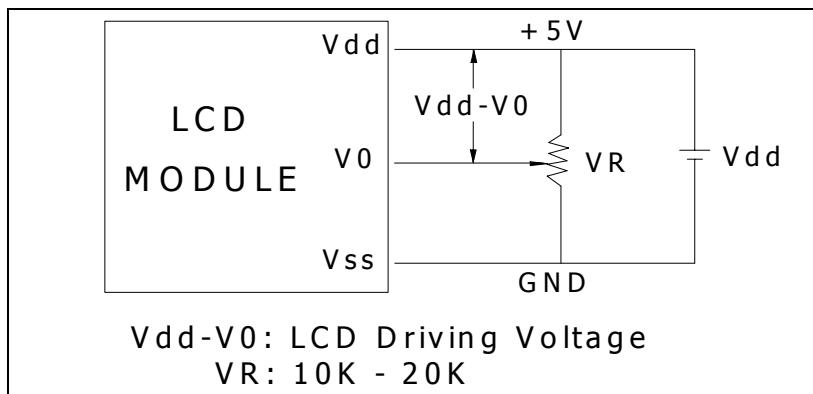 +5V
Vdd
Vdd-V0
LCD
MODULE
V0
VR
Vdd
Vss
GND
Vdd-V0: LCD Driving Voltage
VR: 10K - 20K